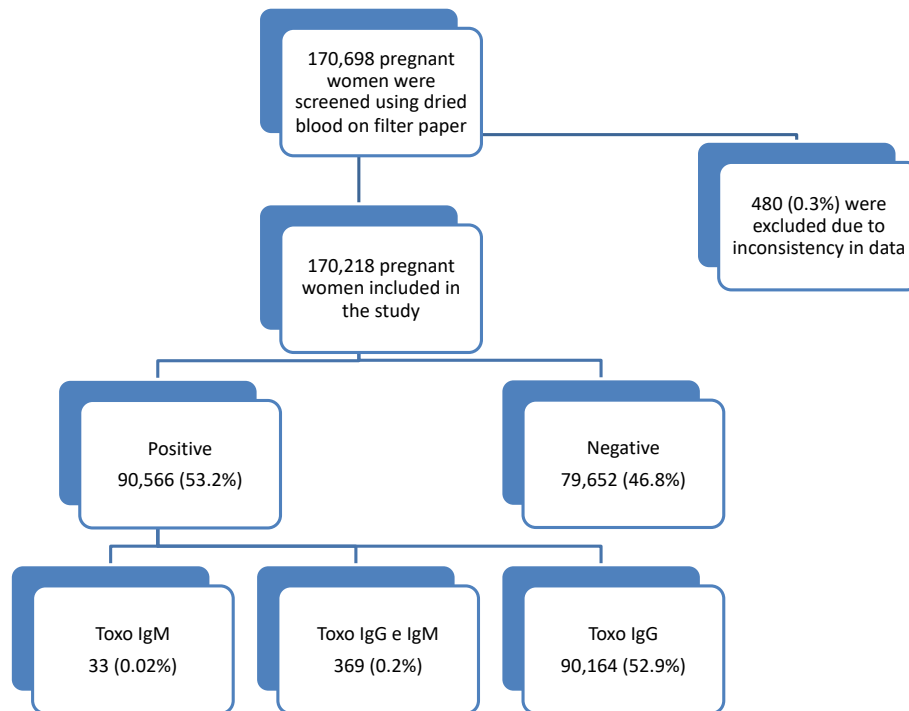 170,698 pregnant
women were
screened using dried
blood on filter paper
480 (0.3%) were
excluded due to
inconsistency in data
170,218 pregnant
women included in
the study
Positive
90,566 (53.2%)
Negative
79,652 (46.8%)
Toxo IgM
33 (0.02%)
Toxo IgG e IgM
369 (0.2%)
Toxo IgG
90,164 (52.9%)